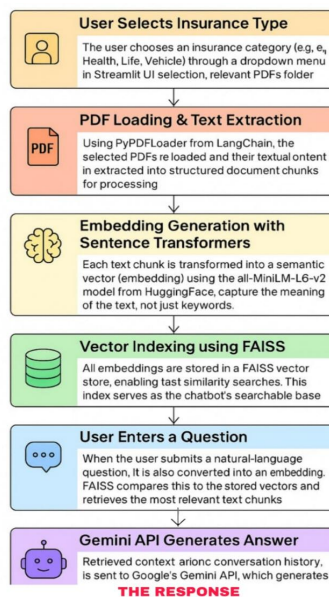 User Selects Insurance Type
The user chooses an insurance category (e.g, e,
Health, Life, Vehicle) through a dropdown menu
in Streamlit UI selection, relevant PDFs folder
PDF
PDF Loading & Text Extraction
Using PyPDFLoader from LangChain, the
selected PDFs re loaded and their textual ontent
in extracted into structured document chunks
for processing
Embedding Generation with
Sentence Transformers
Each text chunk is transformed into a semantic
vector (embedding) using the all-MiniLM-L6-v2
model from HuggingFace, capture the meaning
of the text, not just keywords.
Vector Indexing using FAISS
All embeddings are stored in a FAISS vector
store, enabling tast similarity searches. This
index serves as the chatbot's searchable base
User Enters a Question
When the user submits a natural-language
question, It is also converted into an embedding.
FAISS compares this to the stored vectors and
retrieves the most relevant text chunks
Gemini API Generates Answer
Retrieved context arionc conversation history,
is sent to Google's Gemini API, which generates
THE RESPONSE